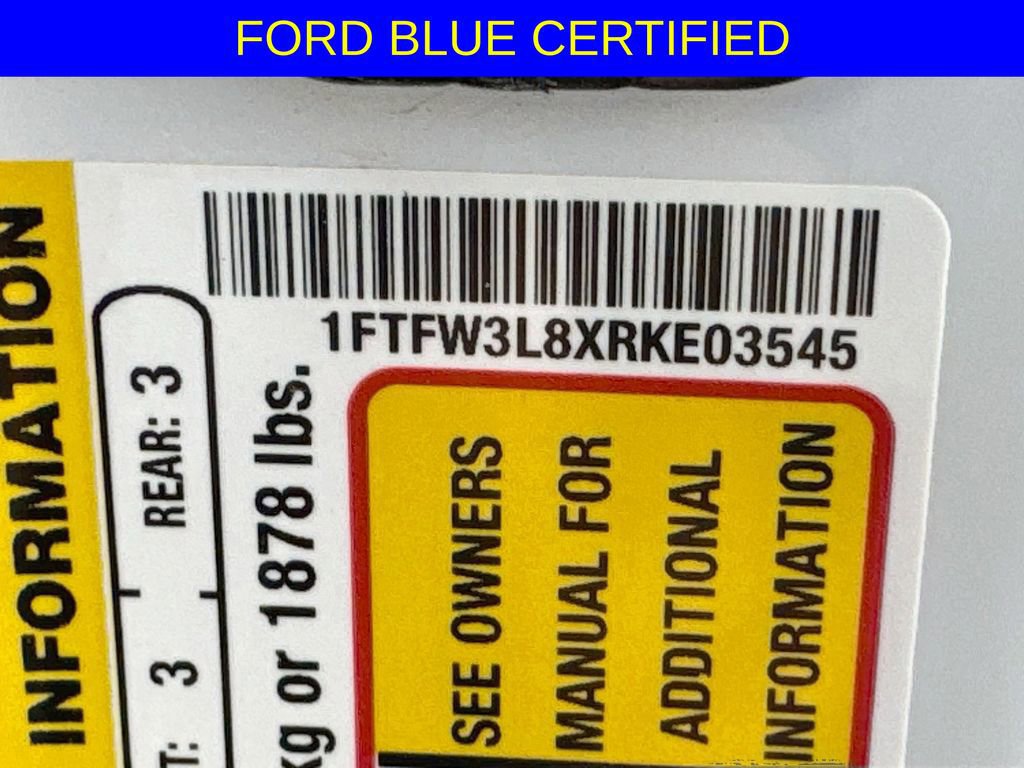 FORD BLUE CERTIFIED
1FTFW3L8XRKE03545
INFORMATION
REAR: 3
T: 3
kg or 1878 lbs.
SEE OWNERS
MANUAL FOR
ADDITIONAL
INFORMATION